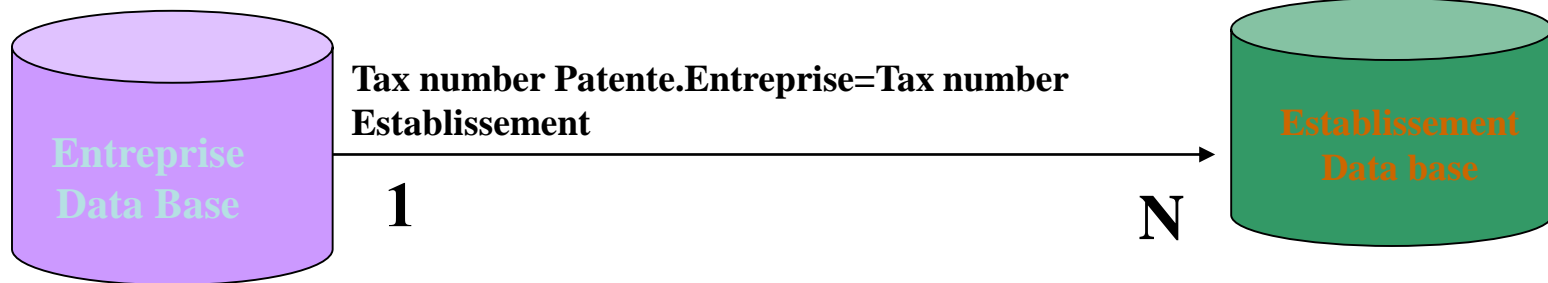 Tax number Patente.Entreprise=Tax number
Establissement
Entreprise
Data Base
1
N
Establissement
Data base